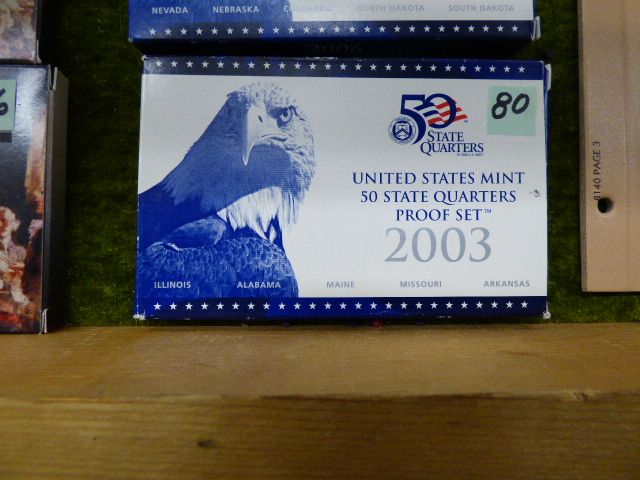 NEVADA NEBRASKA COLORADO NORTH DAKOTA SOUTH DAKOTA
2006
6
50
STATE
QUARTERS
80
UNITED STATES MINT
50 STATE QUARTERS
PROOF SET™
2003
ILLINOIS ALABAMA MAINE MISSOURI ARKANSAS
8140 PAGE 3